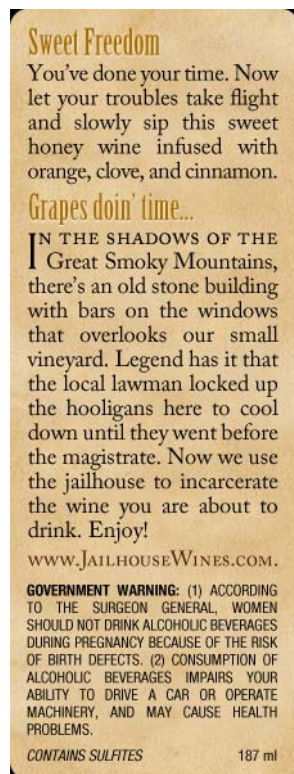 Sweet Freedom
You've done your time. Now
let your troubles take flight
and slowly sip this sweet
honey wine infused with
orange, clove, and cinnamon.
Grapes doin' time...
IN THE SHADOWS OF THE
Great Smoky Mountains,
there's an old stone building
with bars on the windows
that overlooks our small
vineyard. Legend has it that
the local lawman locked up
the hooligans here to cool
down until they went before
the magistrate. Now we use
the jailhouse to incarcerate
the wine you are about to
drink. Enjoy!
WWW.JAILHOUSEWINES.COM.
GOVERNMENT WARNING: (1) ACCORDING
TO THE SURGEON GENERAL, WOMEN
SHOULD NOT DRINK ALCOHOLIC BEVERAGES
DURING PREGNANCY BECAUSE OF THE RISK
OF BIRTH DEFECTS. (2) CONSUMPTION OF
ALCOHOLIC BEVERAGES IMPAIRS YOUR
ABILITY TO DRIVE A CAR OR OPERATE
MACHINERY, AND MAY CAUSE HEALTH
PROBLEMS.
CONTAINS SULFITES 187 ml